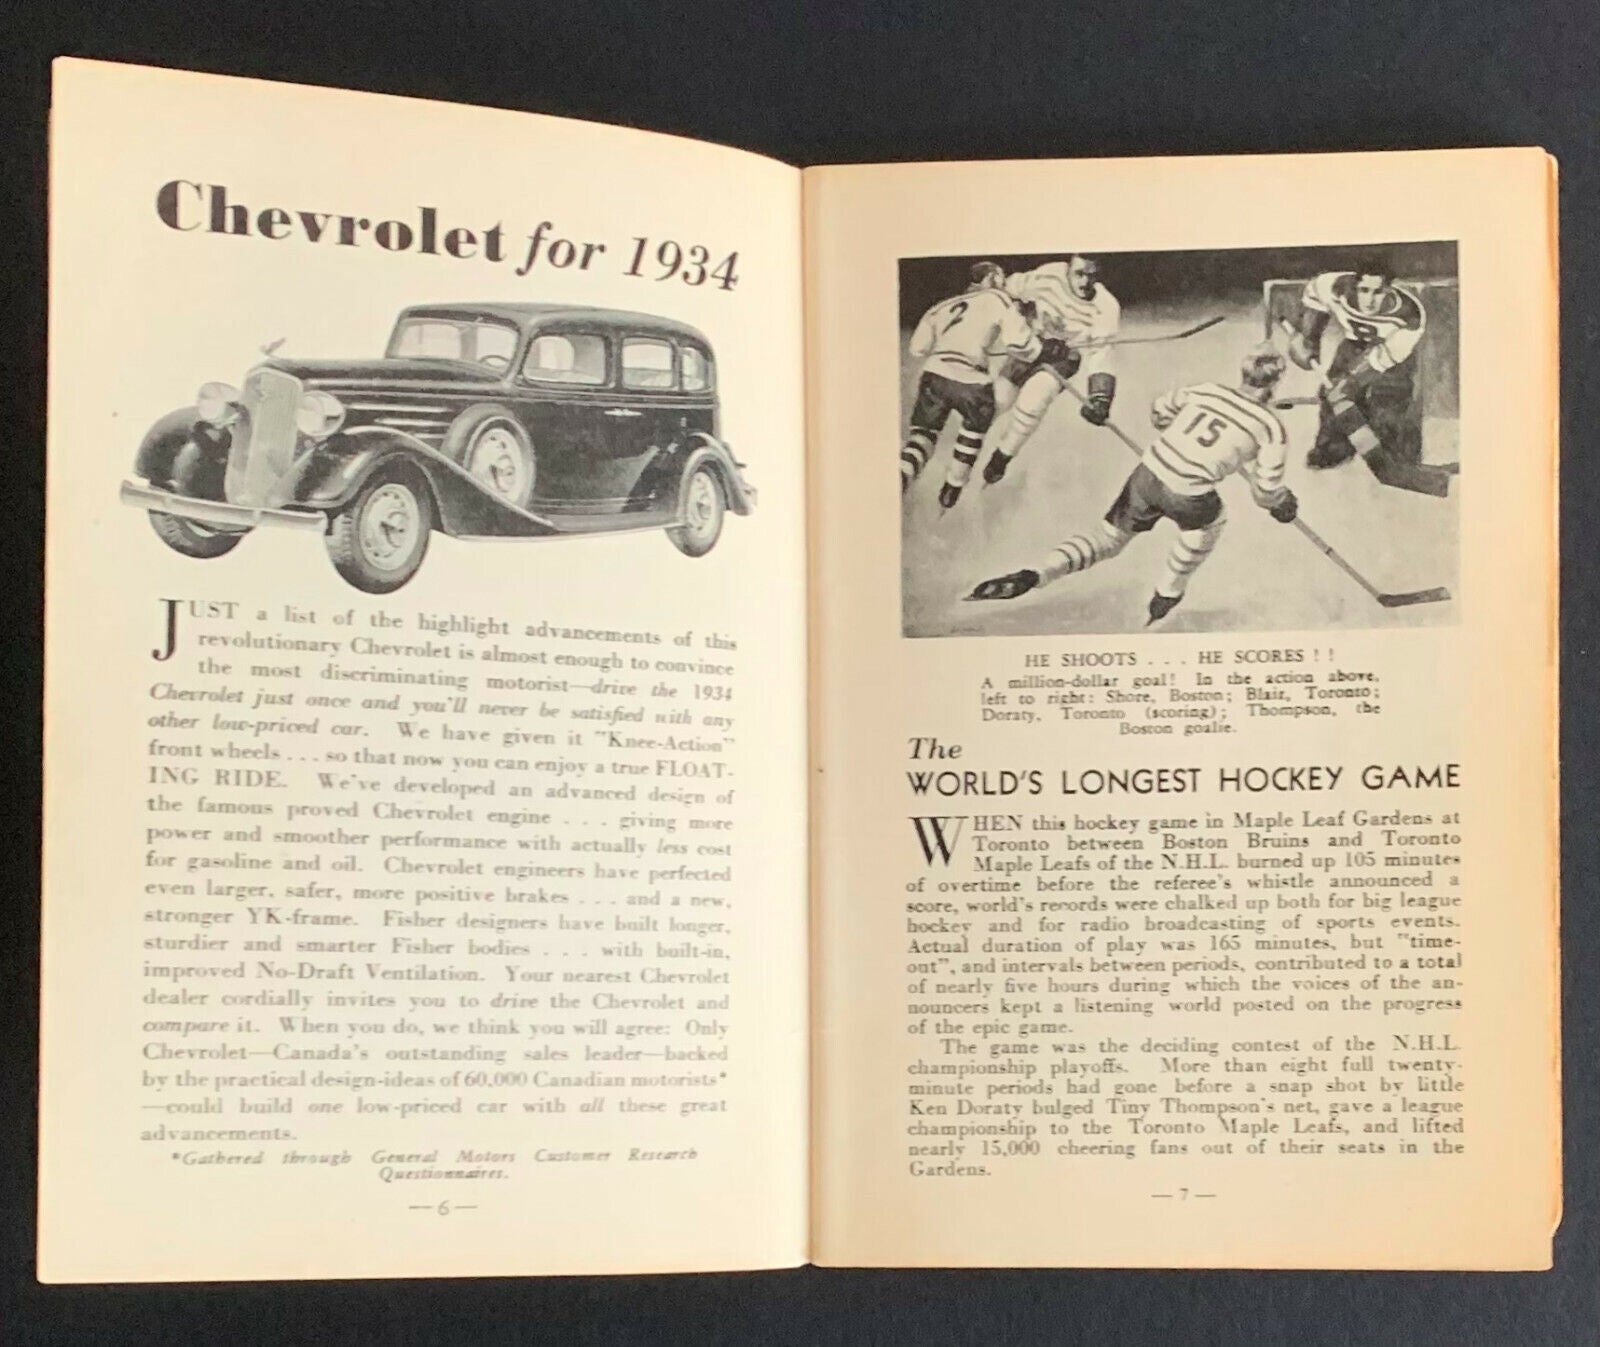 Chevrolet for 1934
JUST a list of the highlight advancements of this
revolutionary Chevrolet is almost enough to convince
the most discriminating motorist—drive the 1934
Chevrolet just once and you'll never be satisfied with any
other low-priced car. We have given it "Knee-Action"
front wheels . . . so that now you can enjoy a true FLOAT-
ING RIDE. We've developed an advanced design of
the famous proved Chevrolet engine . . . giving more
power and smoother performance with actually less cost
for gasoline and oil. Chevrolet engineers have perfected
even larger, safer, more positive brakes . . . and a new,
stronger YK-frame. Fisher designers have built longer,
sturdier and smarter Fisher bodies . . . with built-in,
improved No-Draft Ventilation. Your nearest Chevrolet
dealer cordially invites you to drive the Chevrolet and
compare it. When you do, we think you will agree: Only
Chevrolet—Canada's outstanding sales leader—backed
by the practical design-ideas of 60,000 Canadian motorists*
—could build one low-priced car with all these great
advancements.
*Gathered through General Motors Customer Research
Questionnaires.
— 6 —
2
15
B
HE SHOOTS . . . HE SCORES ! !
A million-dollar goal! In the action above,
left to right: Shore, Boston; Blair, Toronto;
Doraty, Toronto (scoring); Thompson, the
Boston goalie.
The
WORLD'S LONGEST HOCKEY GAME
WHEN this hockey game in Maple Leaf Gardens at
Toronto between Boston Bruins and Toronto
Maple Leafs of the N.H.L. burned up 105 minutes
of overtime before the referee's whistle announced a
score, world's records were chalked up both for big league
hockey and for radio broadcasting of sports events.
Actual duration of play was 165 minutes, but "time-
out", and intervals between periods, contributed to a total
of nearly five hours during which the voices of the an-
nouncers kept a listening world posted on the progress
of the epic game.
The game was the deciding contest of the N.H.L.
championship playoffs. More than eight full twenty-
minute periods had gone before a snap shot by little
Ken Doraty bulged Tiny Thompson's net, gave a league
championship to the Toronto Maple Leafs, and lifted
nearly 15,000 cheering fans out of their seats in the
Gardens.
— 7 —